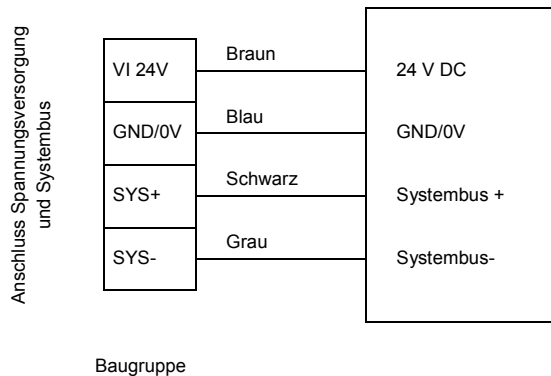 Anschluss Spannungsversorgung
und Systembus
VI 24V
Braun
24 V DC
GND/0V
Blau
GND/0V
SYS+
Schwarz
Systembus +
SYS-
Grau
Systembus-
Baugruppe